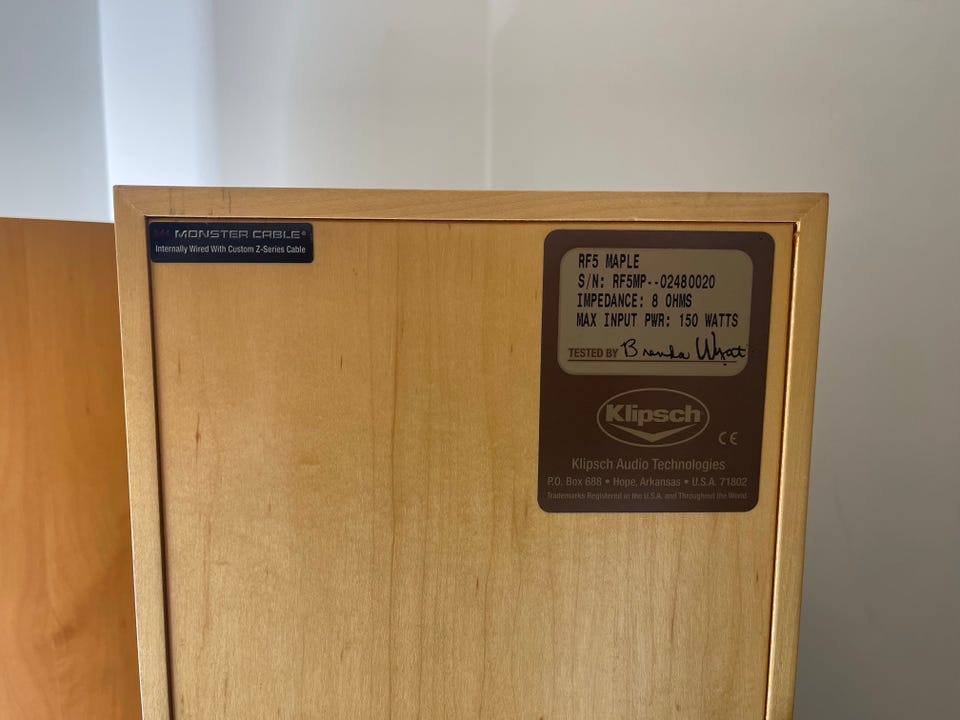 MONSTER CABLE®
Internally Wired With Custom Z-Series Cable
RF5 MAPLE
S/N: RF5MP--02480020
IMPEDANCE: 8 OHMS
MAX INPUT PWR: 150 WATTS
TESTED BY Brenda Wyatt
Klipsch®
CE
Klipsch Audio Technologies
P.O. Box 688 • Hope, Arkansas • U.S.A. 71802
Trademarks Registered in the U.S.A. and Throughout the World